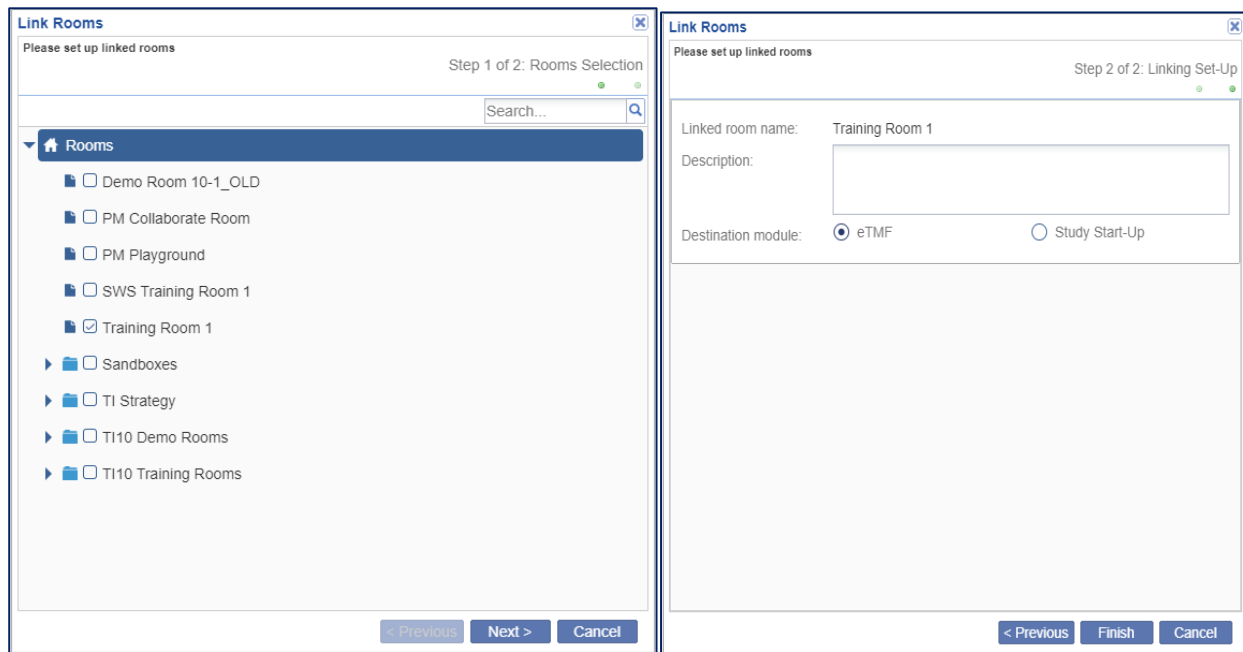 Link Rooms
Please set up linked rooms
Step 1 of 2: Rooms Selection
Search...
Rooms
Demo Room 10-1_OLD
PM Collaborate Room
PM Playground
SWS Training Room 1
Training Room 1
Sandboxes
TI Strategy
TI10 Demo Rooms
TI10 Training Rooms
< Previous Next > Cancel
Link Rooms
Please set up linked rooms
Step 2 of 2: Linking Set-Up
Linked room name: Training Room 1
Description:
Destination module: eTMF Study Start-Up
< Previous Finish Cancel